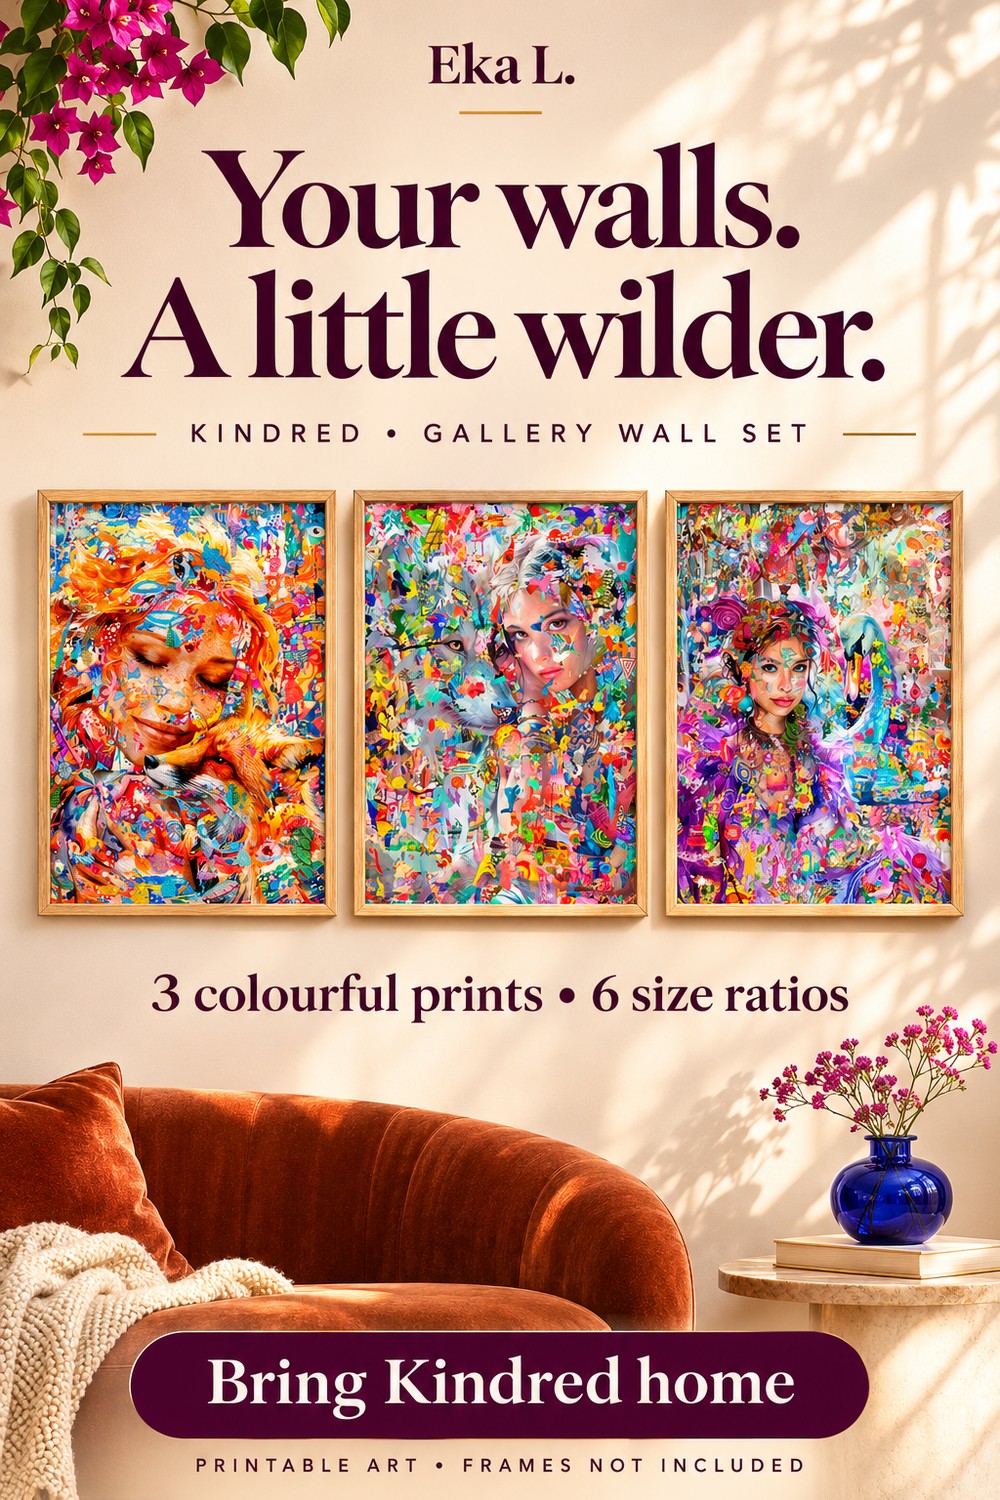 Eka L.
Your walls.
A little wilder.
KINDRED • GALLERY WALL SET
3 colourful prints • 6 size ratios
Bring Kindred home
PRINTABLE ART • FRAMES NOT INCLUDED